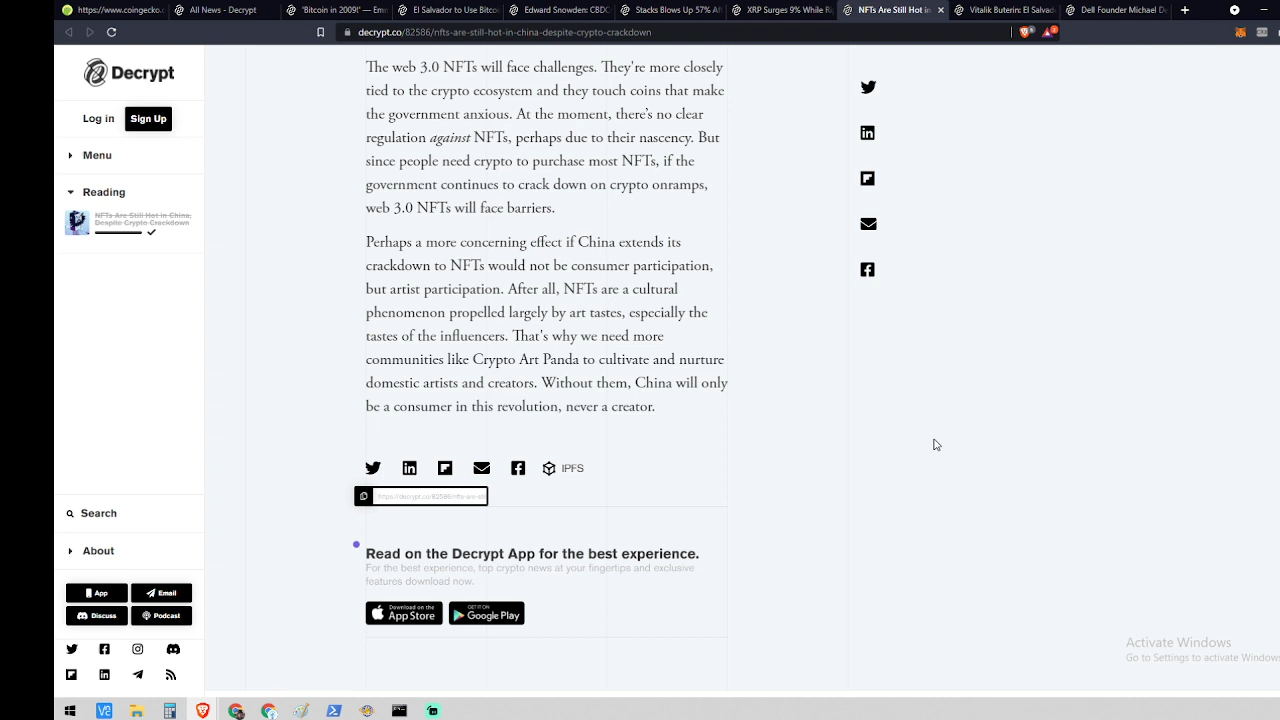 https://www.coingecko.c
All News - Decrypt
"Bitcoin in 2009!" — Em
El Salvador to Use Bitcoi
Edward Snowden: CBDC
Stacks Blows Up 57% Af
XRP Surges 9% While R
NFTs Are Still Hot in
Vitalik Buterin: El Salvad
Dell Founder Michael De
decrypt.co/82586/nfts-are-still-hot-in-china-despite-crypto-crackdown
Decrypt
Log in
Sign Up
Menu
Reading
NFTs Are Still Hot in China,
Despite Crypto Crackdown
The web 3.0 NFTs will face challenges. They're more closely
tied to the crypto ecosystem and they touch coins that make
the government anxious. At the moment, there's no clear
regulation against NFTs, perhaps due to their nascency. But
since people need crypto to purchase most NFTs, if the
government continues to crack down on crypto onramps,
web 3.0 NFTs will face barriers.
Perhaps a more concerning effect if China extends its
crackdown to NFTs would not be consumer participation,
but artist participation. After all, NFTs are a cultural
phenomenon propelled largely by art tastes, especially the
tastes of the influencers. That's why we need more
communities like Crypto Art Panda to cultivate and nurture
domestic artists and creators. Without them, China will only
be a consumer in this revolution, never a creator.
IPFS
https://decrypt.co/82586/nfts-are-sti
Read on the Decrypt App for the best experience.
For the best experience, top crypto news at your fingertips and exclusive
features download now.
Download on the
App Store
GET IT ON
Google Play
Search
About
App
Email
Discuss
Podcast
Activate Windows
Go to Settings to activate Windows